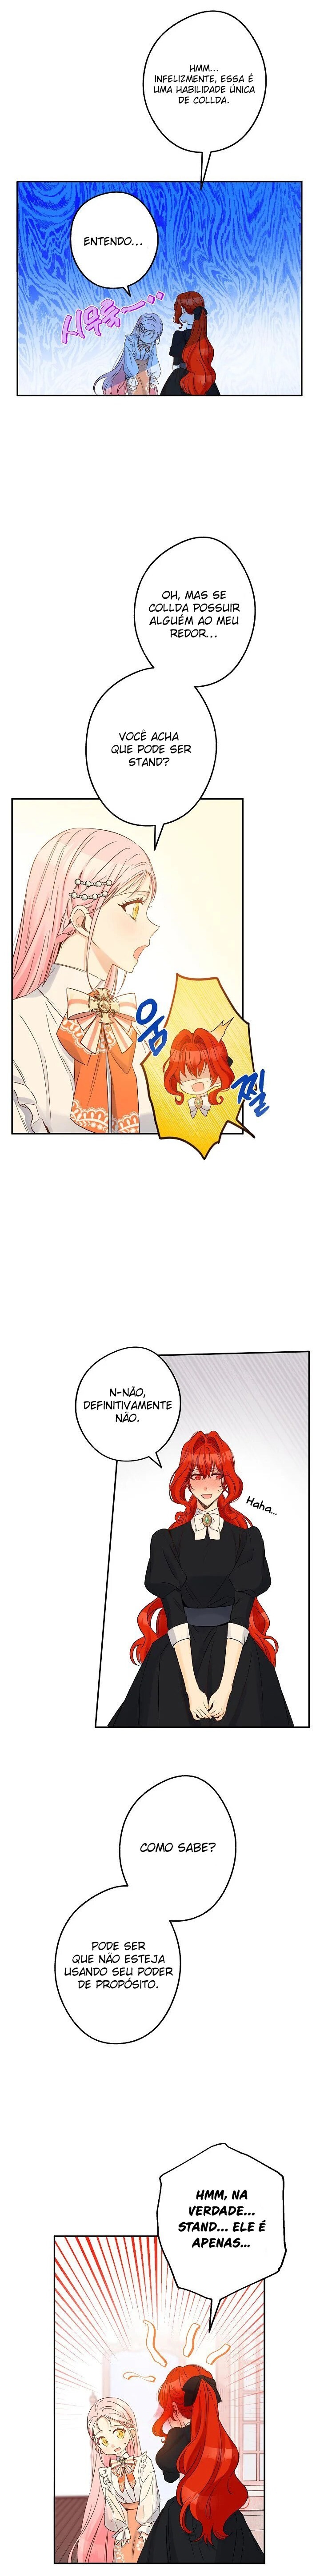 HMM...
INFELIZMENTE, ESSA É
UMA HABILIDADE ÚNICA
DE COLLDA.
ENTENDO...
시무룩ㅡ··
OH, MAS SE
COLLDA POSSUIR
ALGUÉM AO MEU
REDOR...
VOCÊ ACHA
QUE PODE SER
STAND?
움
찔
N-NÃO,
DEFINITIVAMENTE
NÃO.
Haha...
COMO SABE?
PODE SER
QUE NÃO ESTEJA
USANDO SEU PODER
DE PROPÓSITO.
HMM, NA
VERDADE...
STAND... ELE É
APENAS...